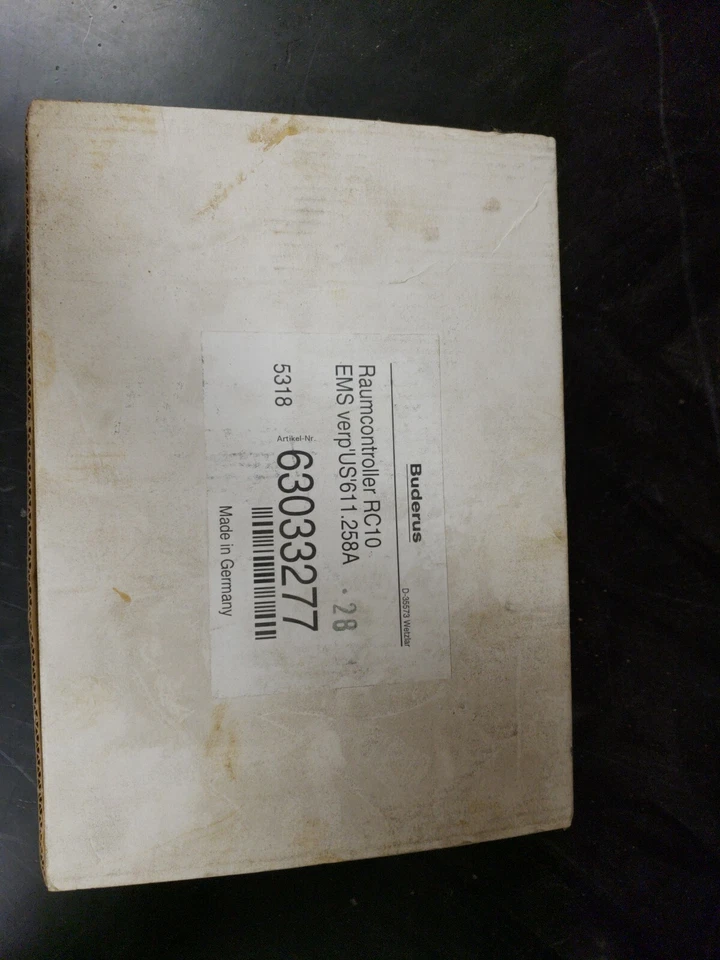 Buderus
D-35573 Wetzlar
Raumcontroller RC10
EMS verp'US'611.258A
28
5318 Artikel-Nr. 63033277
Made in Germany